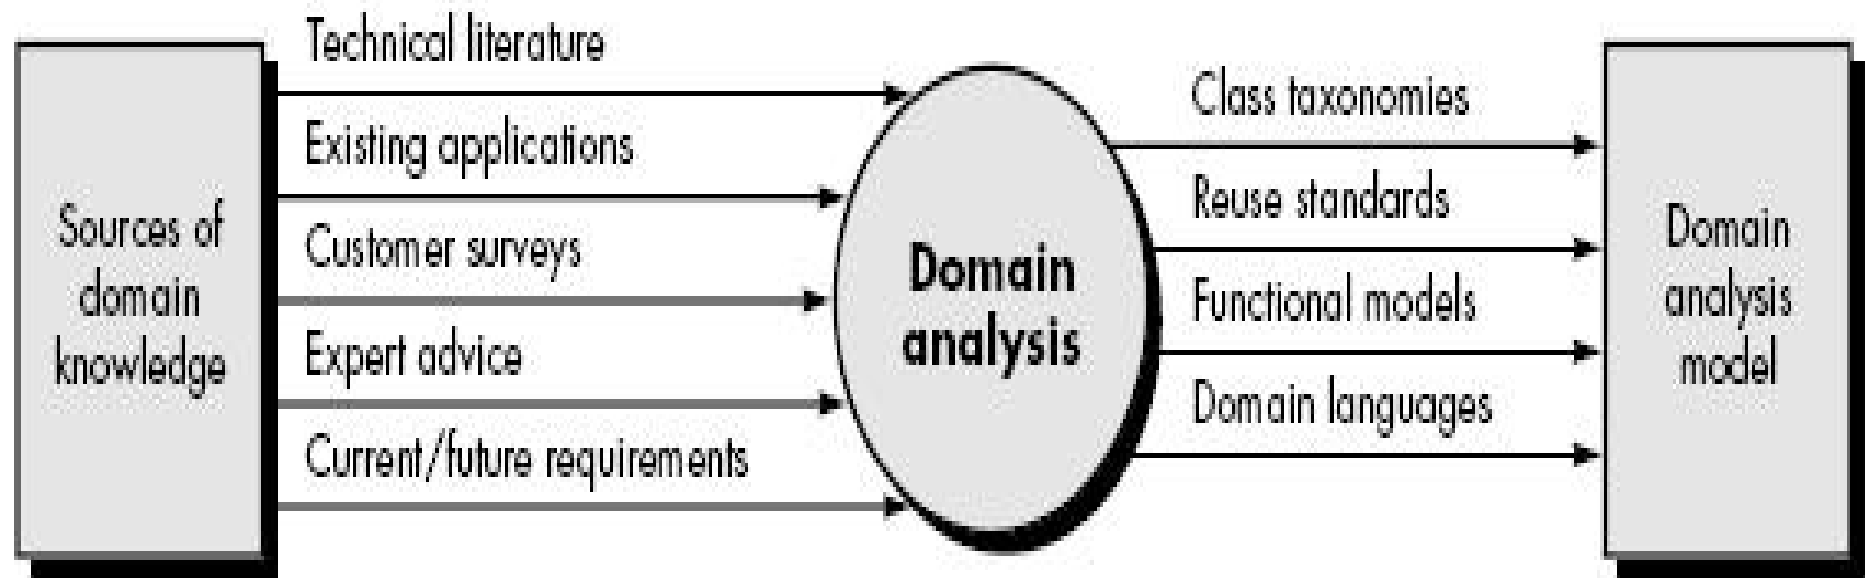 Sources of
domain
knowledge
Technical literature
Existing applications
Customer surveys
Expert advice
Current/future requirements
Domain
analysis
Class taxonomies
Reuse standards
Functional models
Domain languages
Domain
analysis
model